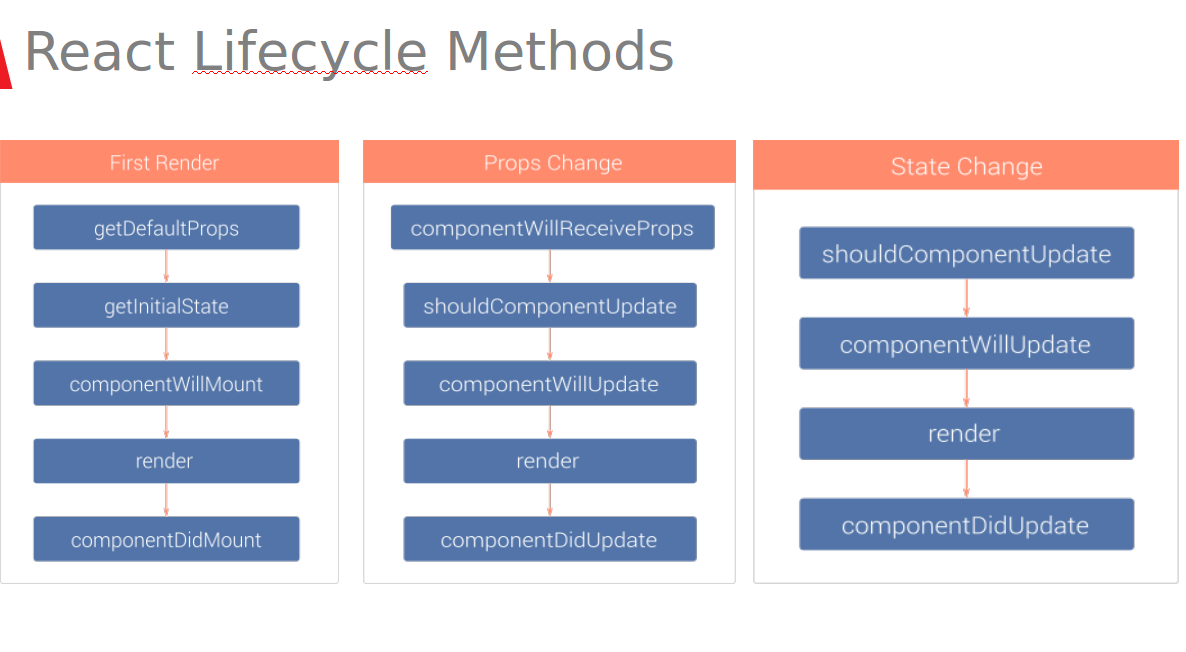 React Lifecycle Methods
First Render
getDefaultProps
getInitialState
componentWillMount
render
componentDidMount
Props Change
componentWillReceiveProps
shouldComponentUpdate
componentWillUpdate
render
componentDidUpdate
State Change
shouldComponentUpdate
componentWillUpdate
render
componentDidUpdate